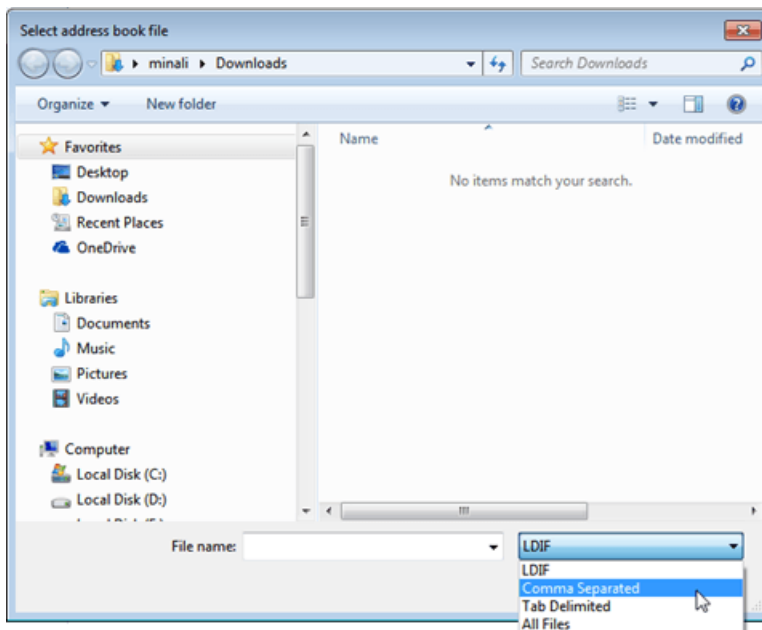 Select address book file
minali Downloads
Search Downloads
Organize New folder
Favorites
Desktop
Downloads
Recent Places
OneDrive
Libraries
Documents
Music
Pictures
Videos
Computer
Local Disk (C:)
Local Disk (D:)
Name Date modified
No items match your search.
File name: LDIF
LDIF
Comma Separated
Tab Delimited
All Files